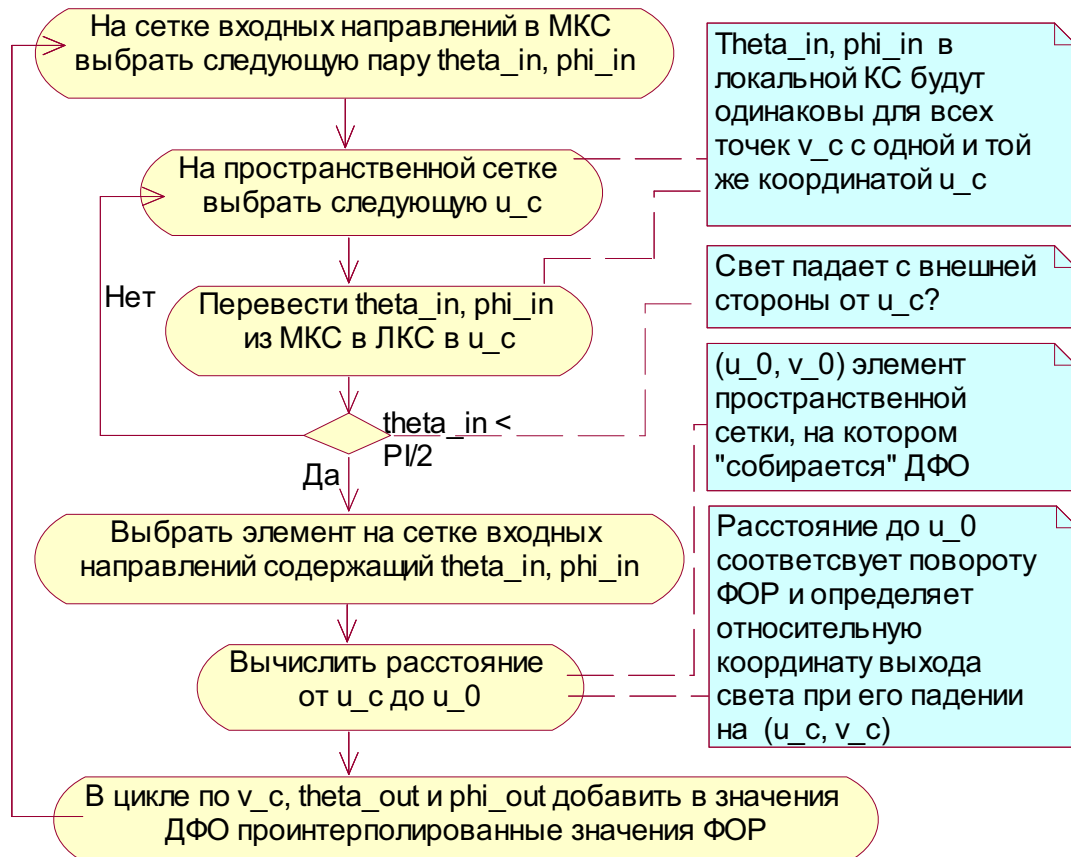 На сетке входных направлений в МКС
выбрать следующую пару theta_in, phi_in
Theta_in, phi_in в
локальной КС будут
одинаковы для всех
точек v_c с одной и той
же координатой u_c
На пространственной сетке
выбрать следующую u_c
Нет
Перевести theta_in, phi_in
из МКС в ЛКС в u_c
Свет падает с внешней
стороны от u_c?
theta_in <
PI/2
Да
(u_0, v_0) элемент
пространственной
сетки, на котором
"собирается" ДФО
Выбрать элемент на сетке входных
направлений содержащий theta_in, phi_in
Расстояние до u_0
соответсвует повороту
ФОР и определяет
относительную
координату выхода
света при его падении
на (u_c, v_c)
Вычислить расстояние
от u_c до u_0
В цикле по v_c, theta_out и phi_out добавить в значения
ДФО проинтерполированные значения ФОР